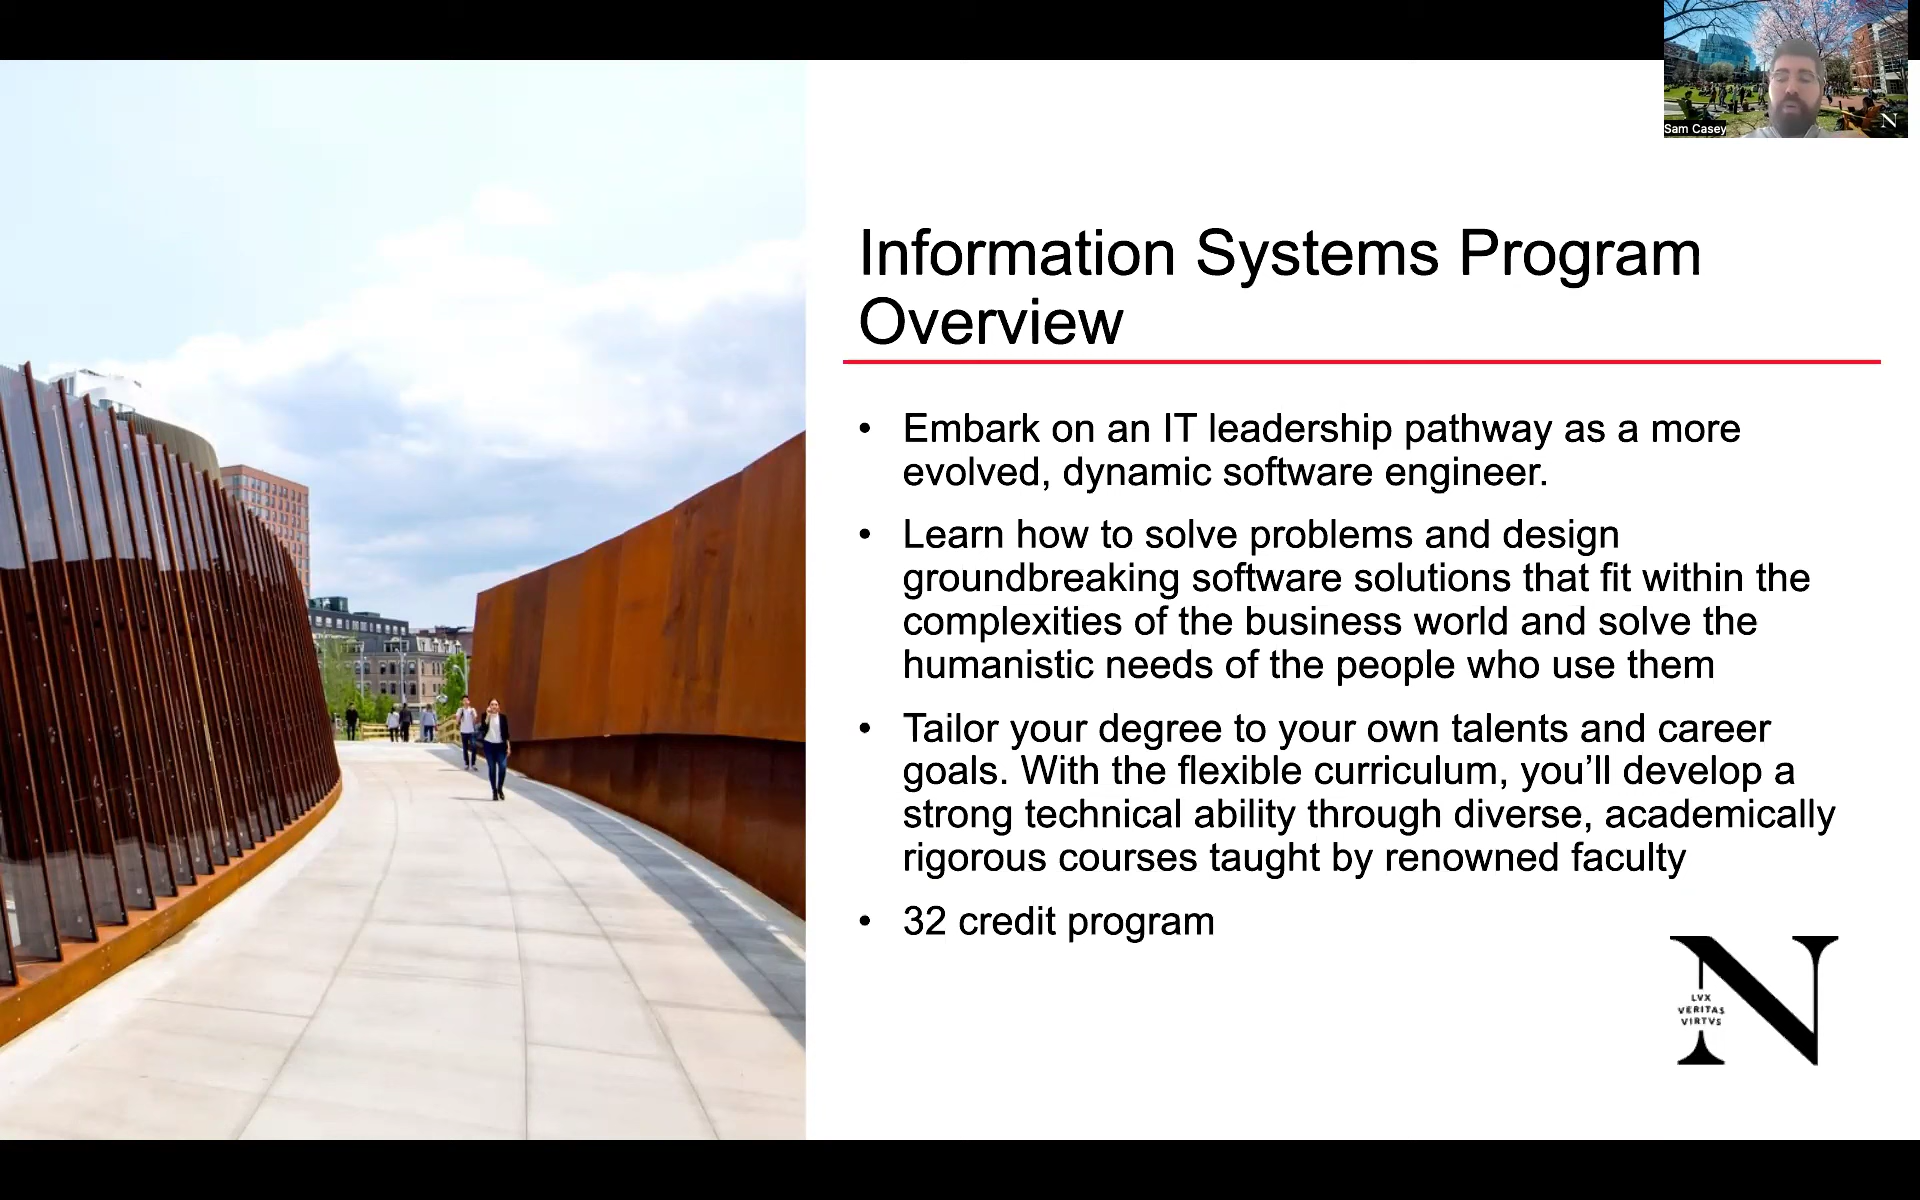 Sam Casey
N
Information Systems Program
Overview
• Embark on an IT leadership pathway as a more
evolved, dynamic software engineer.
• Learn how to solve problems and design
groundbreaking software solutions that fit within the
complexities of the business world and solve the
humanistic needs of the people who use them
• Tailor your degree to your own talents and career
goals. With the flexible curriculum, you’ll develop a
strong technical ability through diverse, academically
rigorous courses taught by renowned faculty
• 32 credit program
N
LVX
VERITAS
VIRTVS